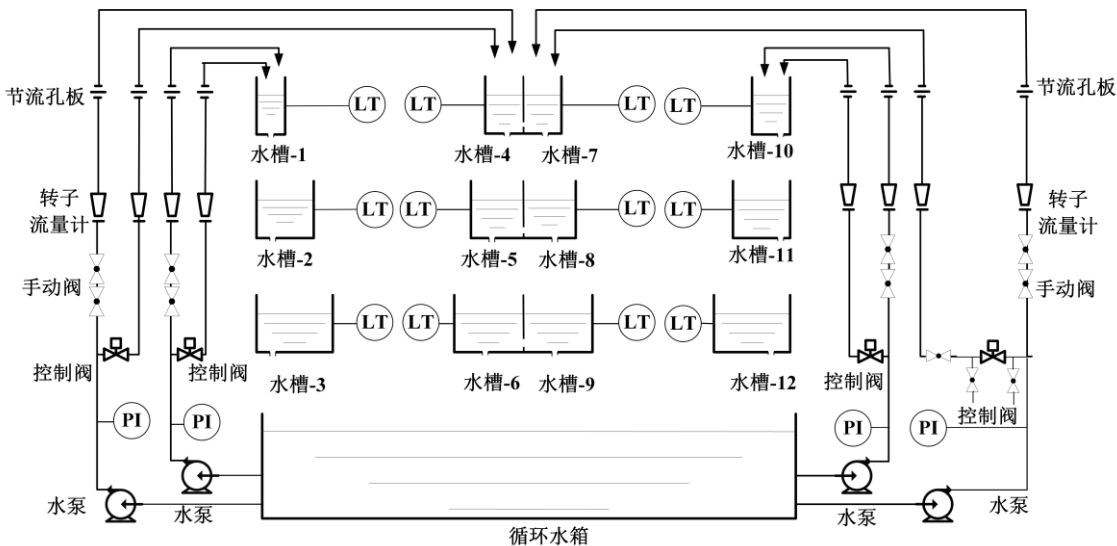 节流孔板
LT
LT
LT
LT
节流孔板
水槽-1
水槽-4
水槽-7
水槽-10
转子
流量计
LT
LT
LT
LT
转子
流量计
水槽-2
水槽-5
水槽-8
水槽-11
手动阀
手动阀
LT
LT
LT
LT
控制阀
控制阀
水槽-3
水槽-6
水槽-9
水槽-12
控制阀
控制阀
PI
PI
PI
PI
水泵
水泵
水泵
水泵
循环水箱